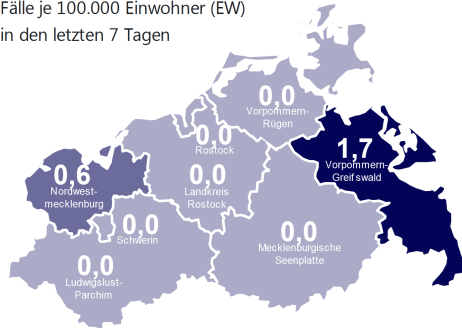 Fälle je 100.000 Einwohner (EW)
in den letzten 7 Tagen
0,0
Vorpommern-
Rügen
0,0
Rostock
1,7
Vorpommern-
Greifswald
0,6
Nordwest-
mecklenburg
0,0
Landkreis
Rostock
0,0
Schwerin
0,0
Mecklenburgische
Seenplatte
0,0
Ludwigslust-
Parchim